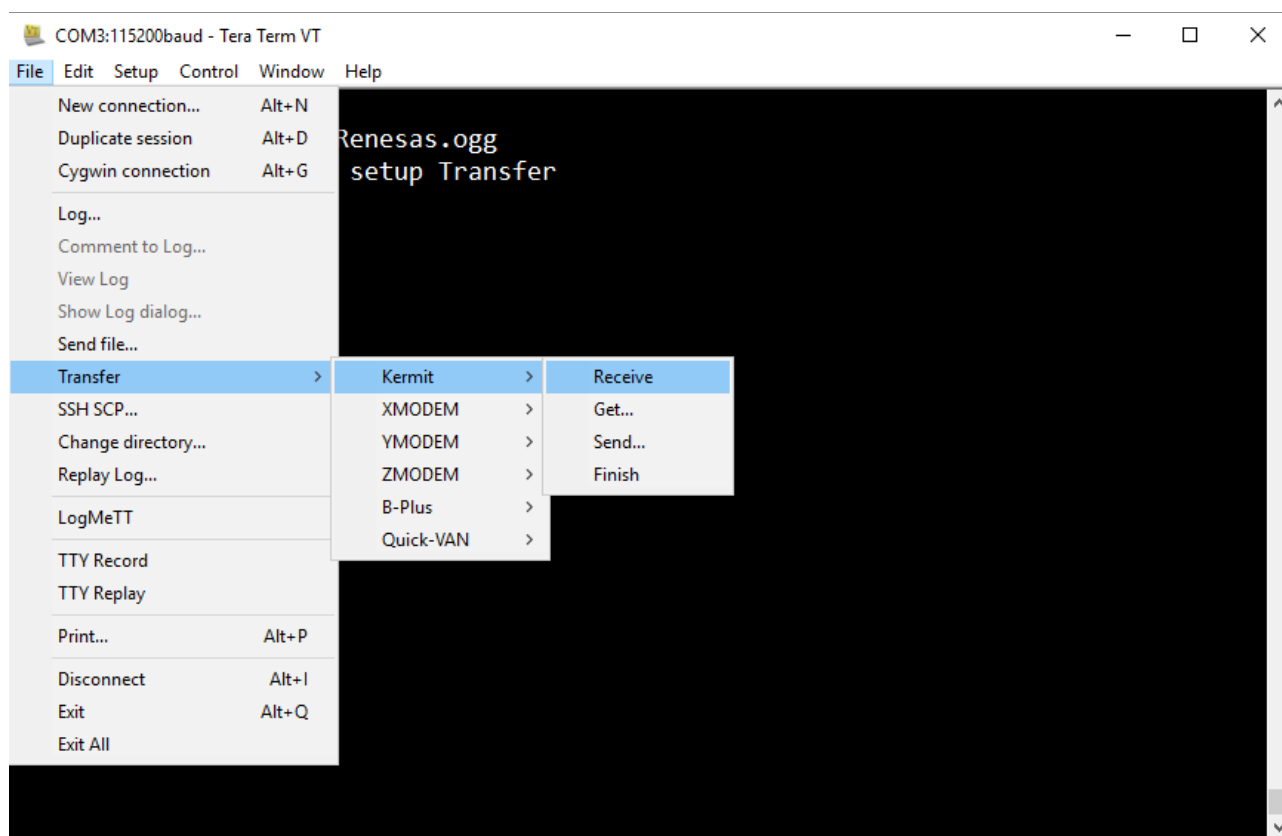 COM3:115200baud - Tera Term VT
File Edit Setup Control Window Help
New connection... Alt+N
Duplicate session Alt+D
Cygwin connection Alt+G
Log...
Comment to Log...
View Log
Show Log dialog...
Send file...
Transfer
SSH SCP...
Change directory...
Replay Log...
LogMeTT
TTY Record
TTY Replay
Print... Alt+P
Disconnect Alt+I
Exit Alt+Q
Exit All
Kermit
XMODEM
YMODEM
ZMODEM
B-Plus
Quick-VAN
Receive
Get...
Send...
Finish
Renesas.ogg
setup Transfer